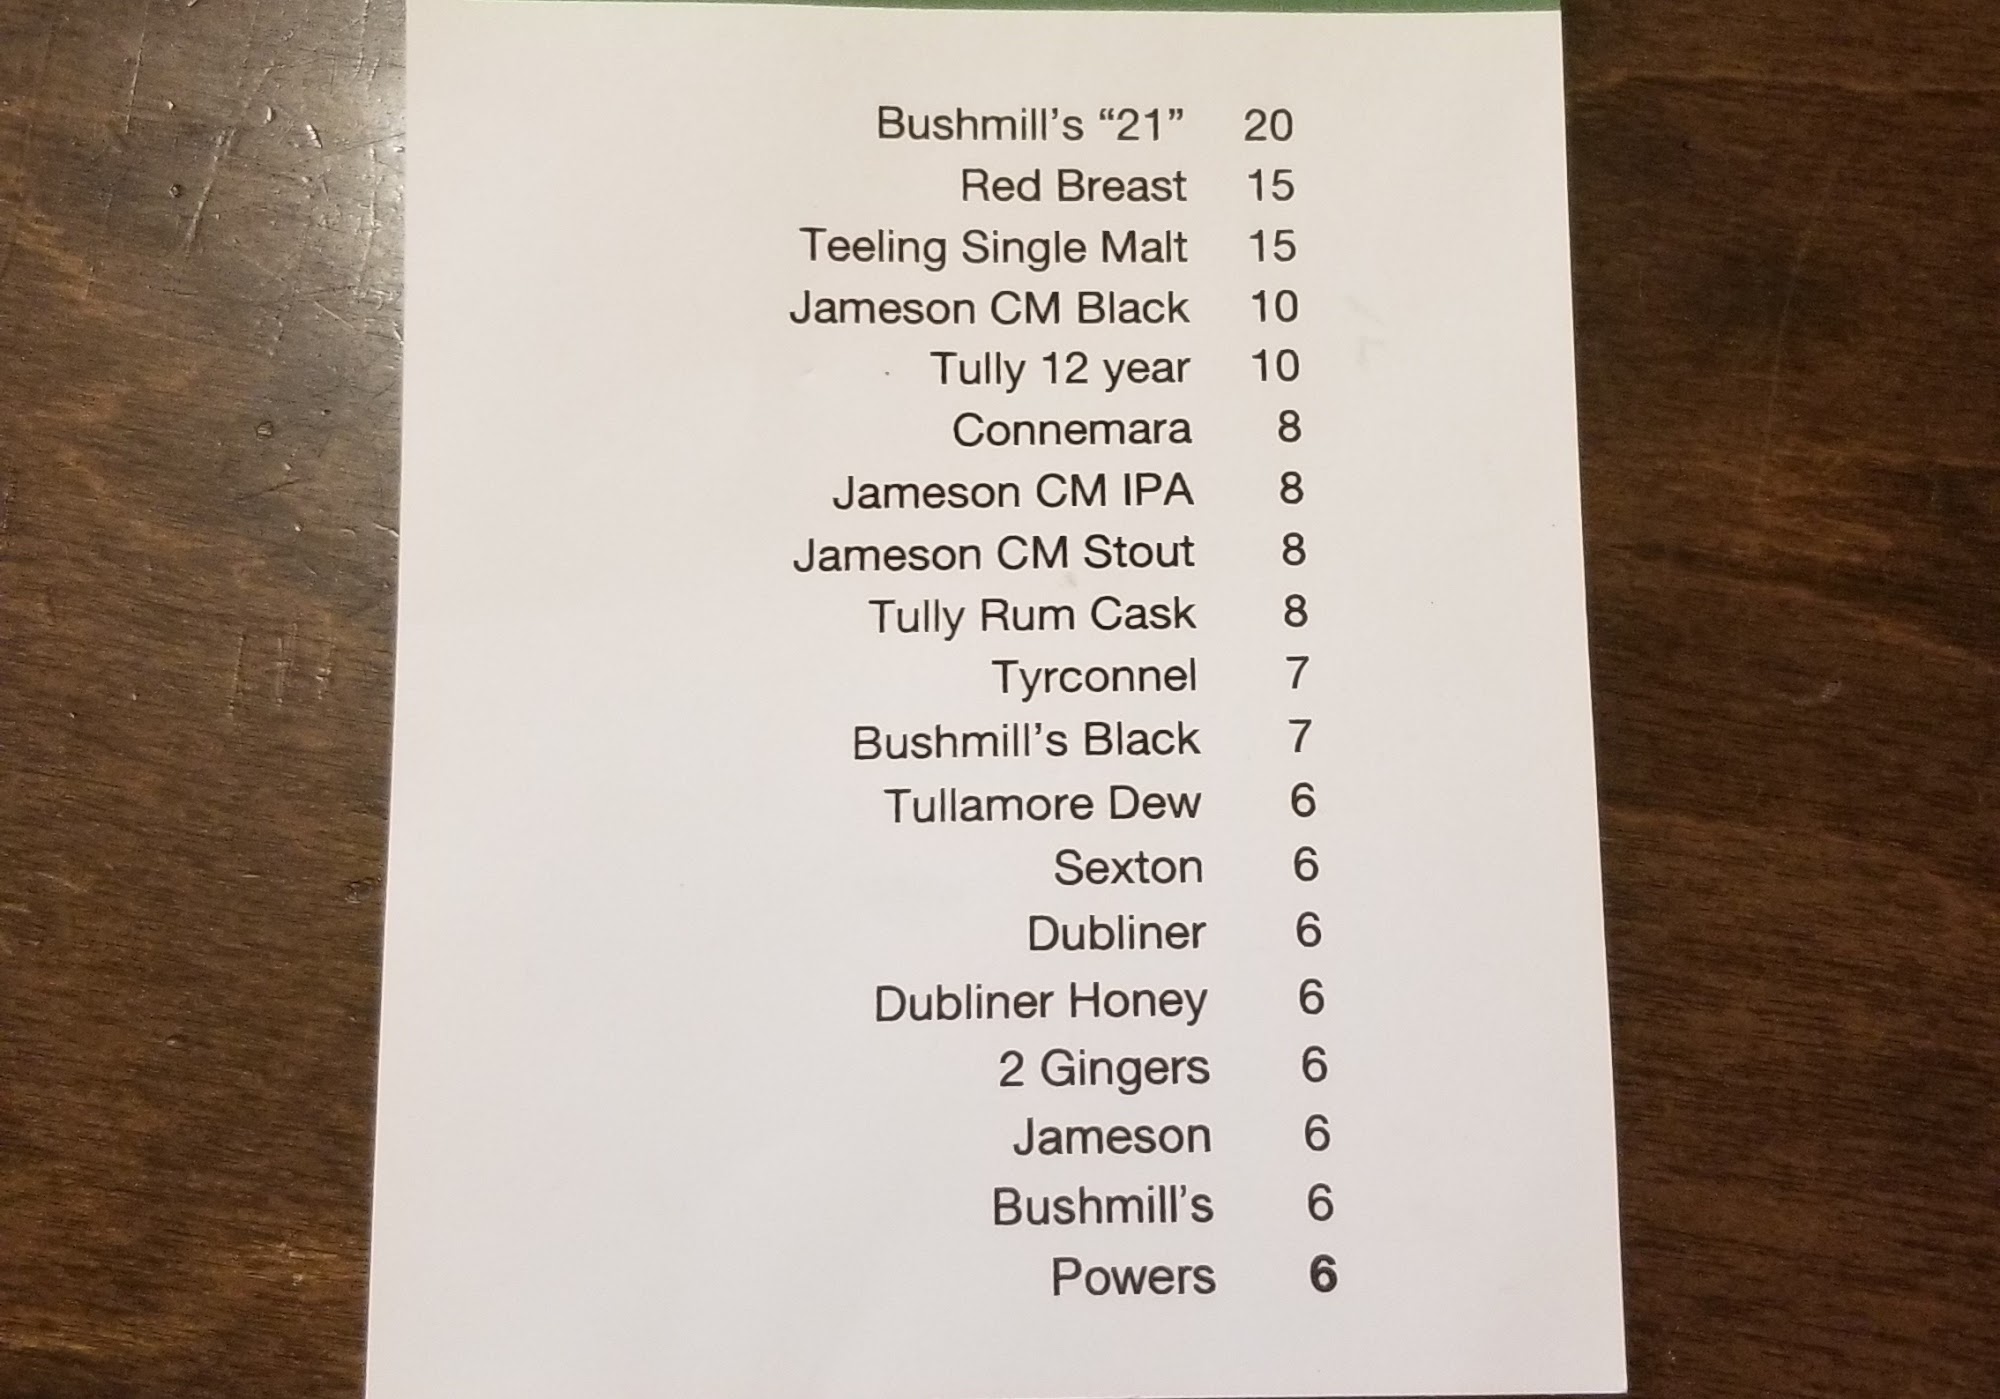 Bushmill's “21” 20
Red Breast 15
Teeling Single Malt 15
Jameson CM Black 10
Tully 12 year 10
Connemara 8
Jameson CM IPA 8
Jameson CM Stout 8
Tully Rum Cask 8
Tyrconnel 7
Bushmill's Black 7
Tullamore Dew 6
Sexton 6
Dubliner 6
Dubliner Honey 6
2 Gingers 6
Jameson 6
Bushmill's 6
Powers 6